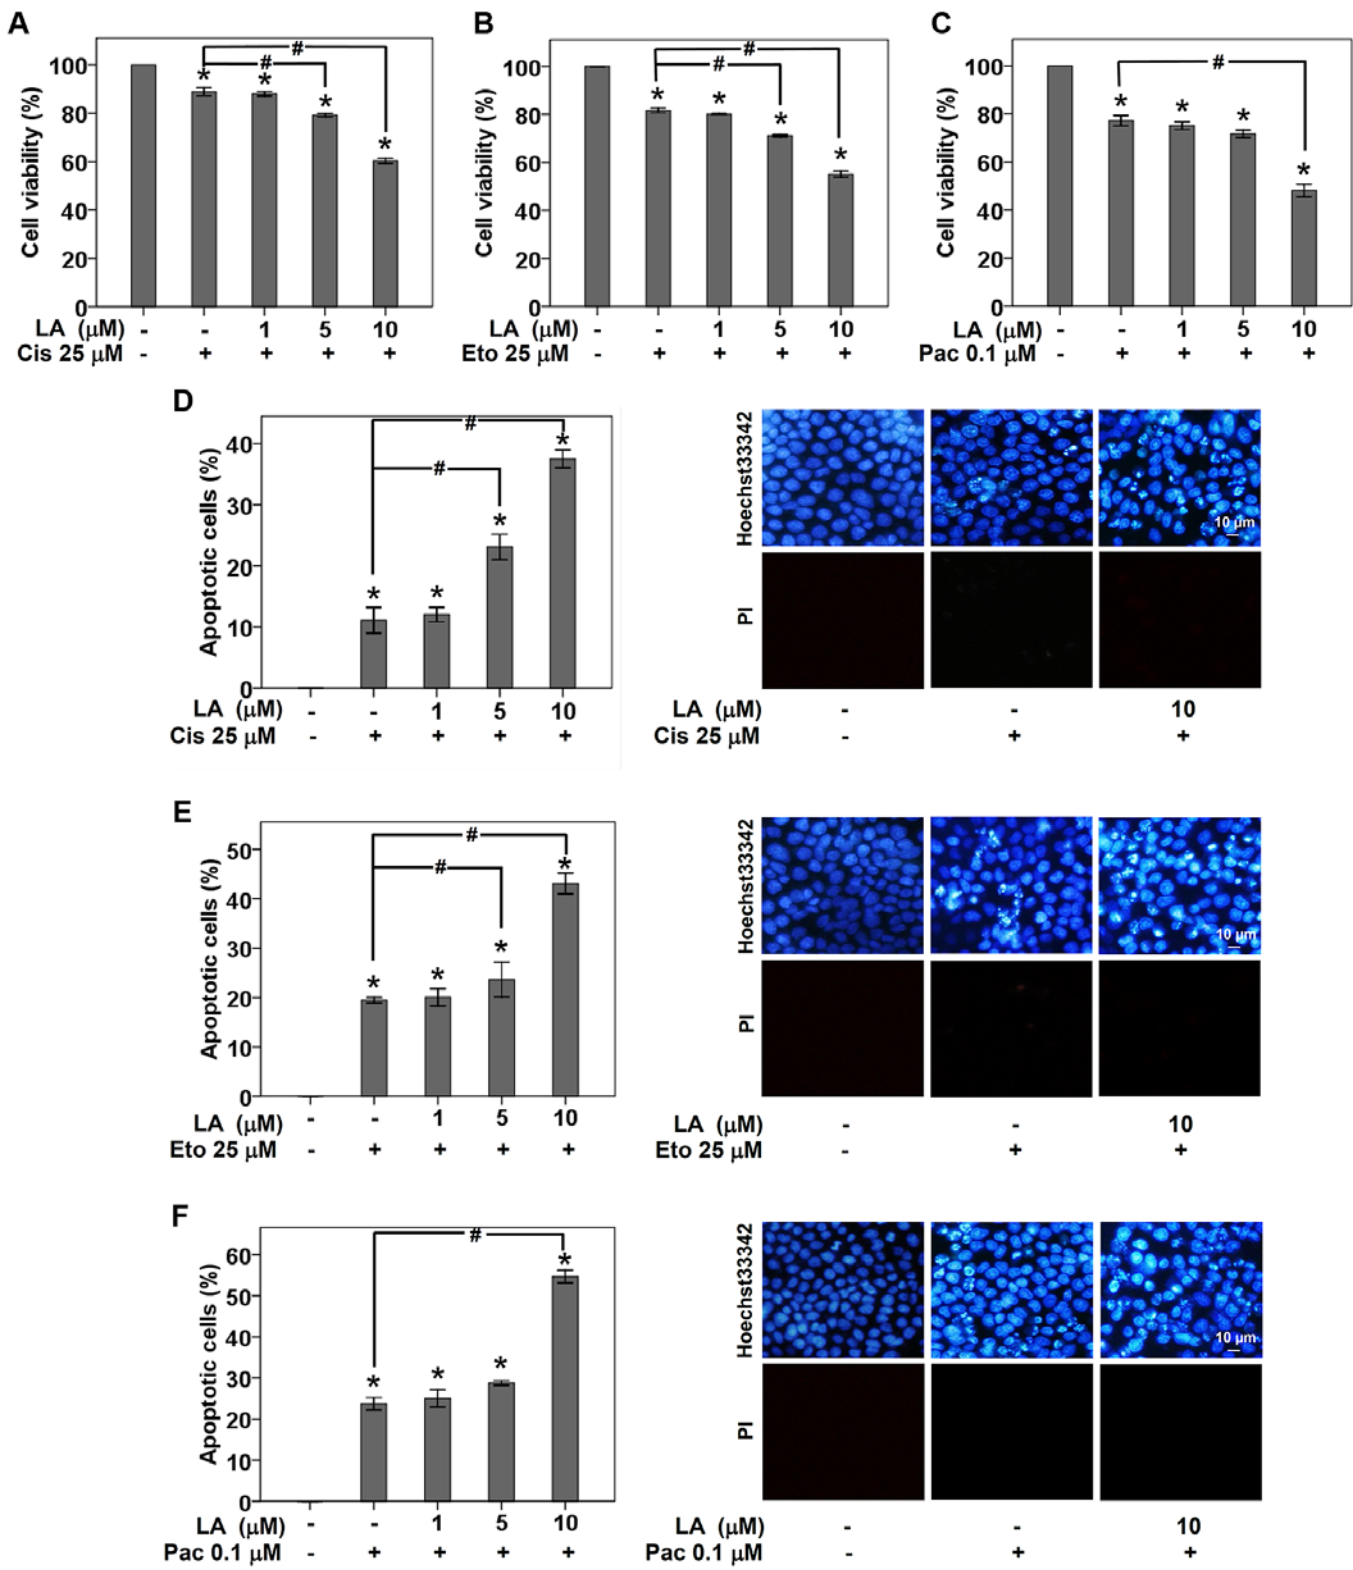 A
B
C
Cell viability (%)
100
80
60
40
20
0
* * * *
# #
LA (μM) - - 1 5 10
Cis 25 μM - + + + +
Cell viability (%)
100
80
60
40
20
0
* * * *
# #
LA (μM) - - 1 5 10
Eto 25 μM - + + + +
Cell viability (%)
100
80
60
40
20
0
* * * *
#
LA (μM) - - 1 5 10
Pac 0.1 μM - + + + +
D
Apoptotic cells (%)
40
30
20
10
0
* * * *
# #
LA (μM) - - 1 5 10
Cis 25 μM - + + + +
Hoechst33342
10 μm
PI
LA (μM) - - 10
Cis 25 μM - + +
E
Apoptotic cells (%)
50
40
30
20
10
0
* * * *
# #
LA (μM) - - 1 5 10
Eto 25 μM - + + + +
Hoechst33342
10 μm
PI
LA (μM) - - 10
Eto 25 μM - + +
F
Apoptotic cells (%)
60
50
40
30
20
10
0
* * * *
#
LA (μM) - - 1 5 10
Pac 0.1 μM - + + + +
Hoechst33342
10 μm
PI
LA (μM) - - 10
Pac 0.1 μM - + +